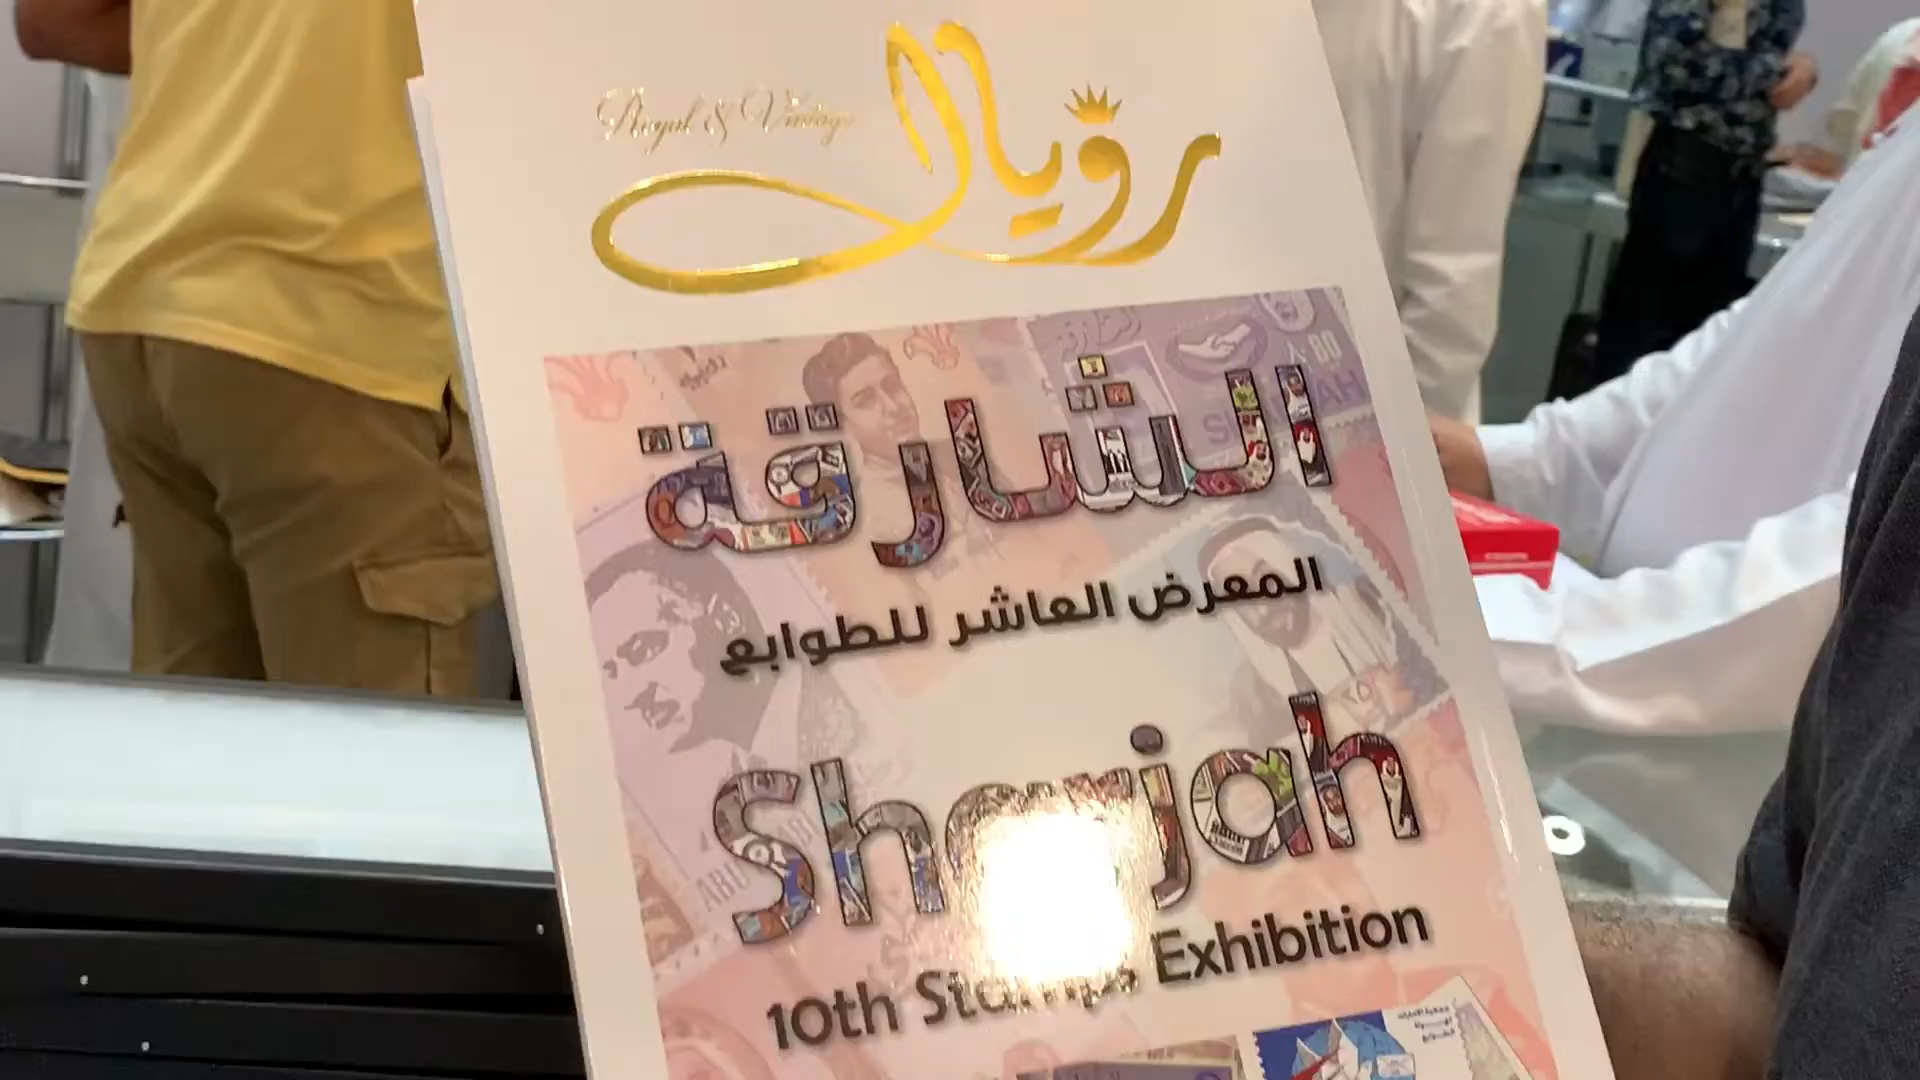 Royal & Vintage
رويال
الشارقة
المعرض العاشر للطوابع
Sharjah
10th Stamps Exhibition